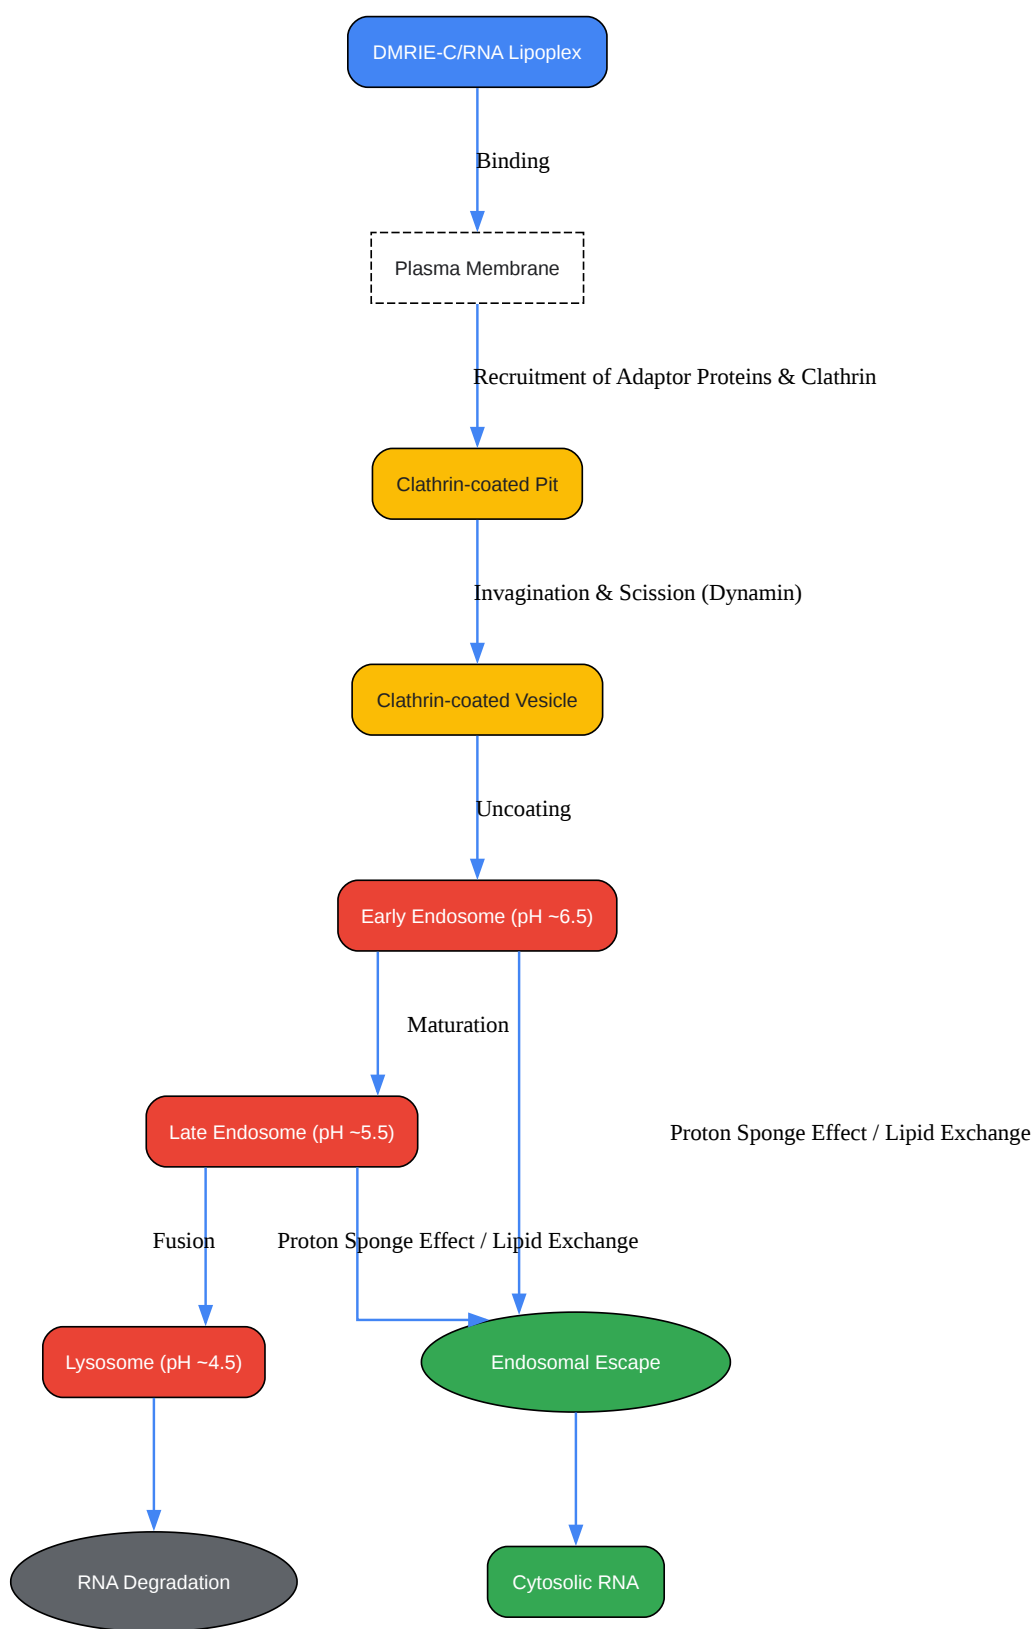 DMRIE-C/RNA Lipoplex
Binding
Plasma Membrane
Recruitment of Adaptor Proteins & Clathrin
Clathrin-coated Pit
Invagination & Scission (Dynamin)
Clathrin-coated Vesicle
Uncoating
Early Endosome (pH ~6.5)
Maturation
Late Endosome (pH ~5.5)
Proton Sponge Effect / Lipid Exchange
Fusion
Proton Sponge Effect / Lipid Exchange
Lysosome (pH ~4.5)
Endosomal Escape
RNA Degradation
Cytosolic RNA